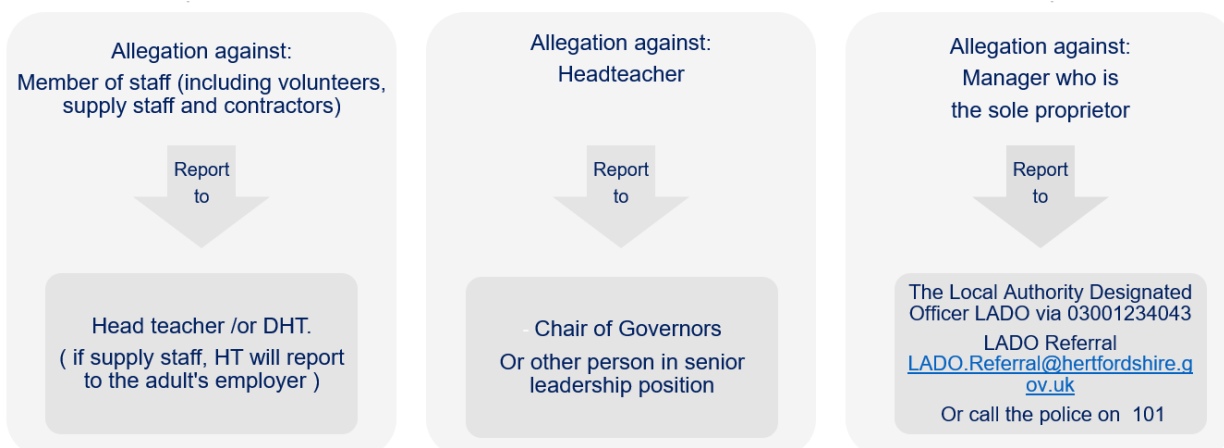 Allegation against:
Member of staff (including volunteers,
supply staff and contractors)
Report
to
Head teacher /or DHT.
( if supply staff, HT will report
to the adult's employer )
Allegation against:
Headteacher
Report
to
- Chair of Governors
Or other person in senior
leadership position
Allegation against:
Manager who is
the sole proprietor
Report
to
The Local Authority Designated
Officer LADO via 03001234043
LADO Referral
LADO.Referral@hertfordshire.g
ov.uk
Or call the police on 101